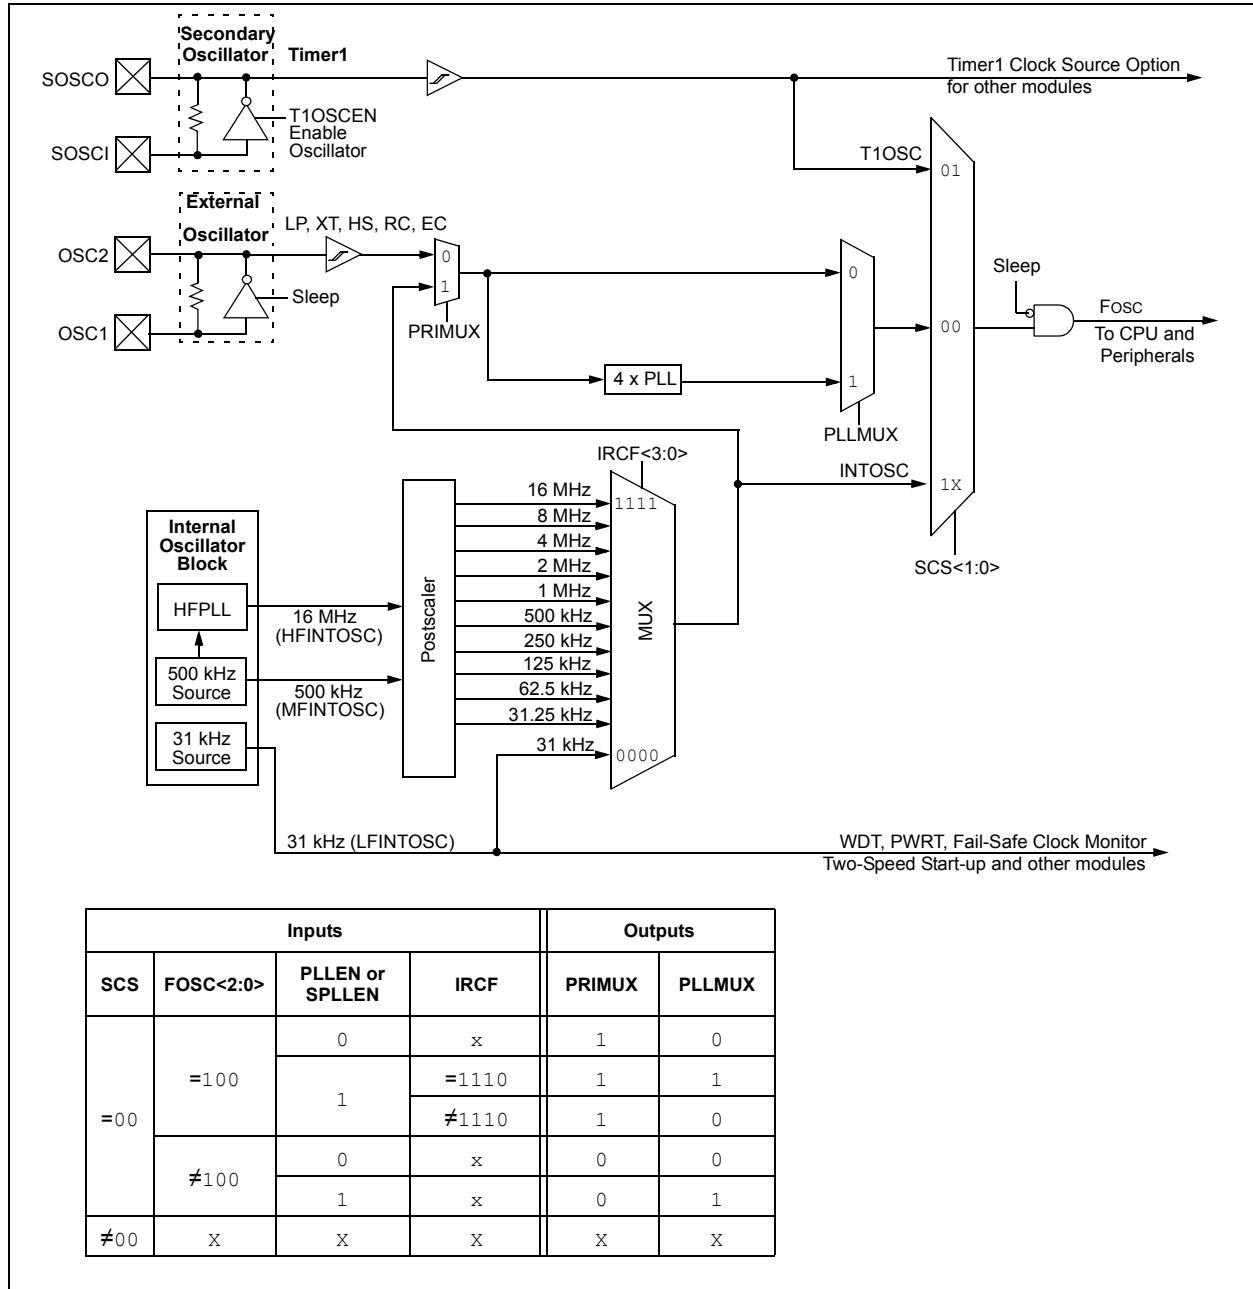 Secondary
Oscillator
Timer1
SOSCO
SOSCI
T1OSCEN
Enable
Oscillator
Timer1 Clock Source Option
for other modules
T1OSC
01
External
Oscillator
OSC2
OSC1
Sleep
LP, XT, HS, RC, EC
0
1
PRIMUX
4 x PLL
0
1
PLLMUX
00
Sleep
FOSC
To CPU and
Peripherals
INTOSC
1X
SCS<1:0>
IRCF<3:0>
Internal
Oscillator
Block
HFPLL
500 kHz
Source
31 kHz
Source
16 MHz
(HFINTOSC)
500 kHz
(MFINTOSC)
Postscaler
16 MHz
8 MHz
4 MHz
2 MHz
1 MHz
500 kHz
250 kHz
125 kHz
62.5 kHz
31.25 kHz
31 kHz
1111
MUX
0000
31 kHz (LFINTOSC)
WDT, PWRT, Fail-Safe Clock Monitor
Two-Speed Start-up and other modules
Inputs Outputs
SCS FOSC<2:0> PLLEN or SPLLEN IRCF PRIMUX PLLMUX
=00 =100 0 x 1 0
1 =1110 1 1
≠1110 1 0
≠100 0 x 0 0
1 x 0 1
≠00 X X X X X